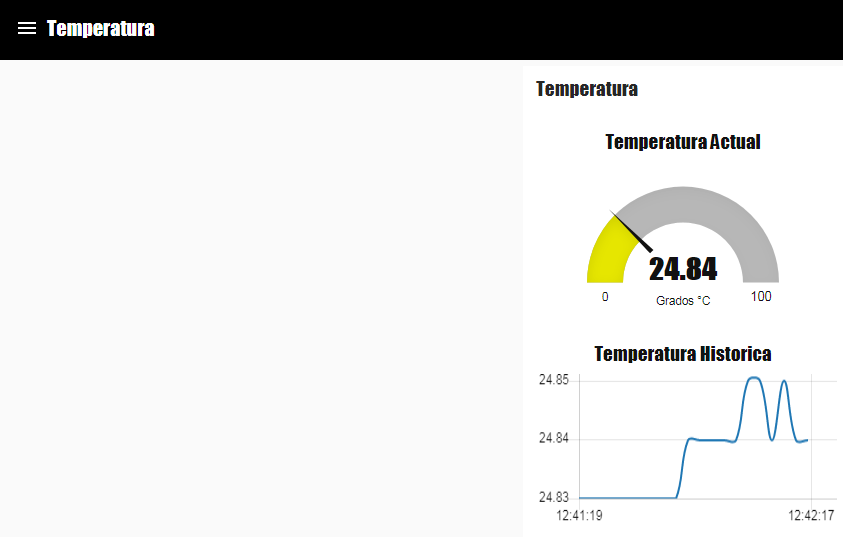 Temperatura
Temperatura
Temperatura Actual
24.84
0
Grados °C
100
Temperatura Historica
24.85
24.84
24.83
12:41:19
12:42:17